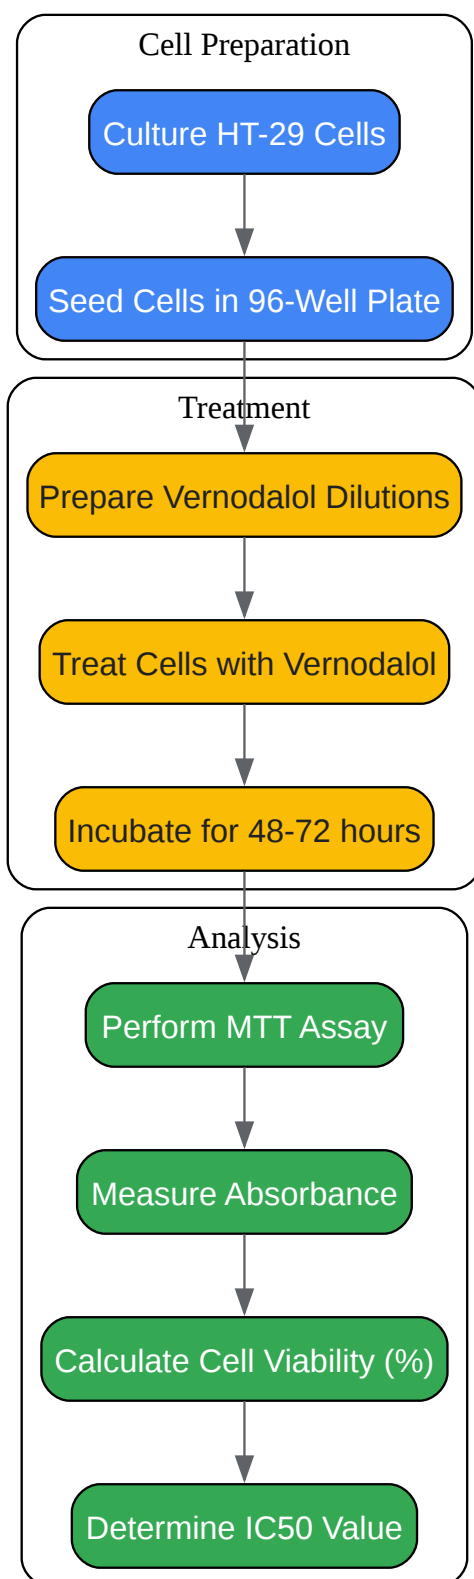 Cell Preparation
Culture HT-29 Cells
Seed Cells in 96-Well Plate
Treatment
Prepare Vernodalol Dilutions
Treat Cells with Vernodalol
Incubate for 48-72 hours
Analysis
Perform MTT Assay
Measure Absorbance
Calculate Cell Viability (%)
Determine IC50 Value